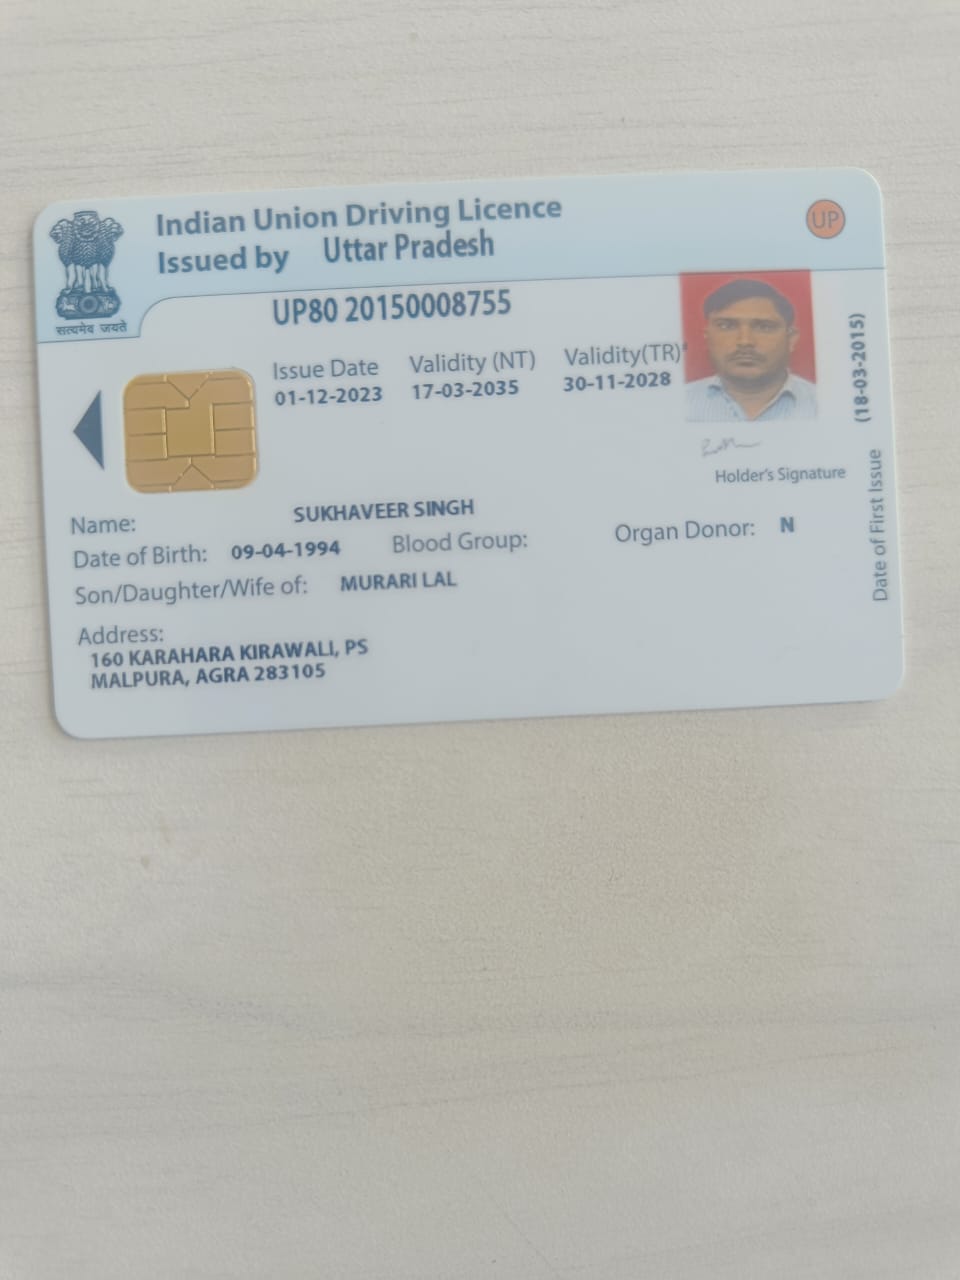 Indian Union Driving Licence
Issued by Uttar Pradesh
UP
सत्यमेव जयते
UP80 20150008755
Issue Date Validity (NT) Validity(TR)*
01-12-2023 17-03-2035 30-11-2028
Holder's Signature
Date of First Issue (18-03-2015)
Name: SUKHAVEER SINGH
Date of Birth: 09-04-1994 Blood Group: Organ Donor: N
Son/Daughter/Wife of: MURARI LAL
Address:
160 KARAHARA KIRAWALI, PS
MALPURA, AGRA 283105